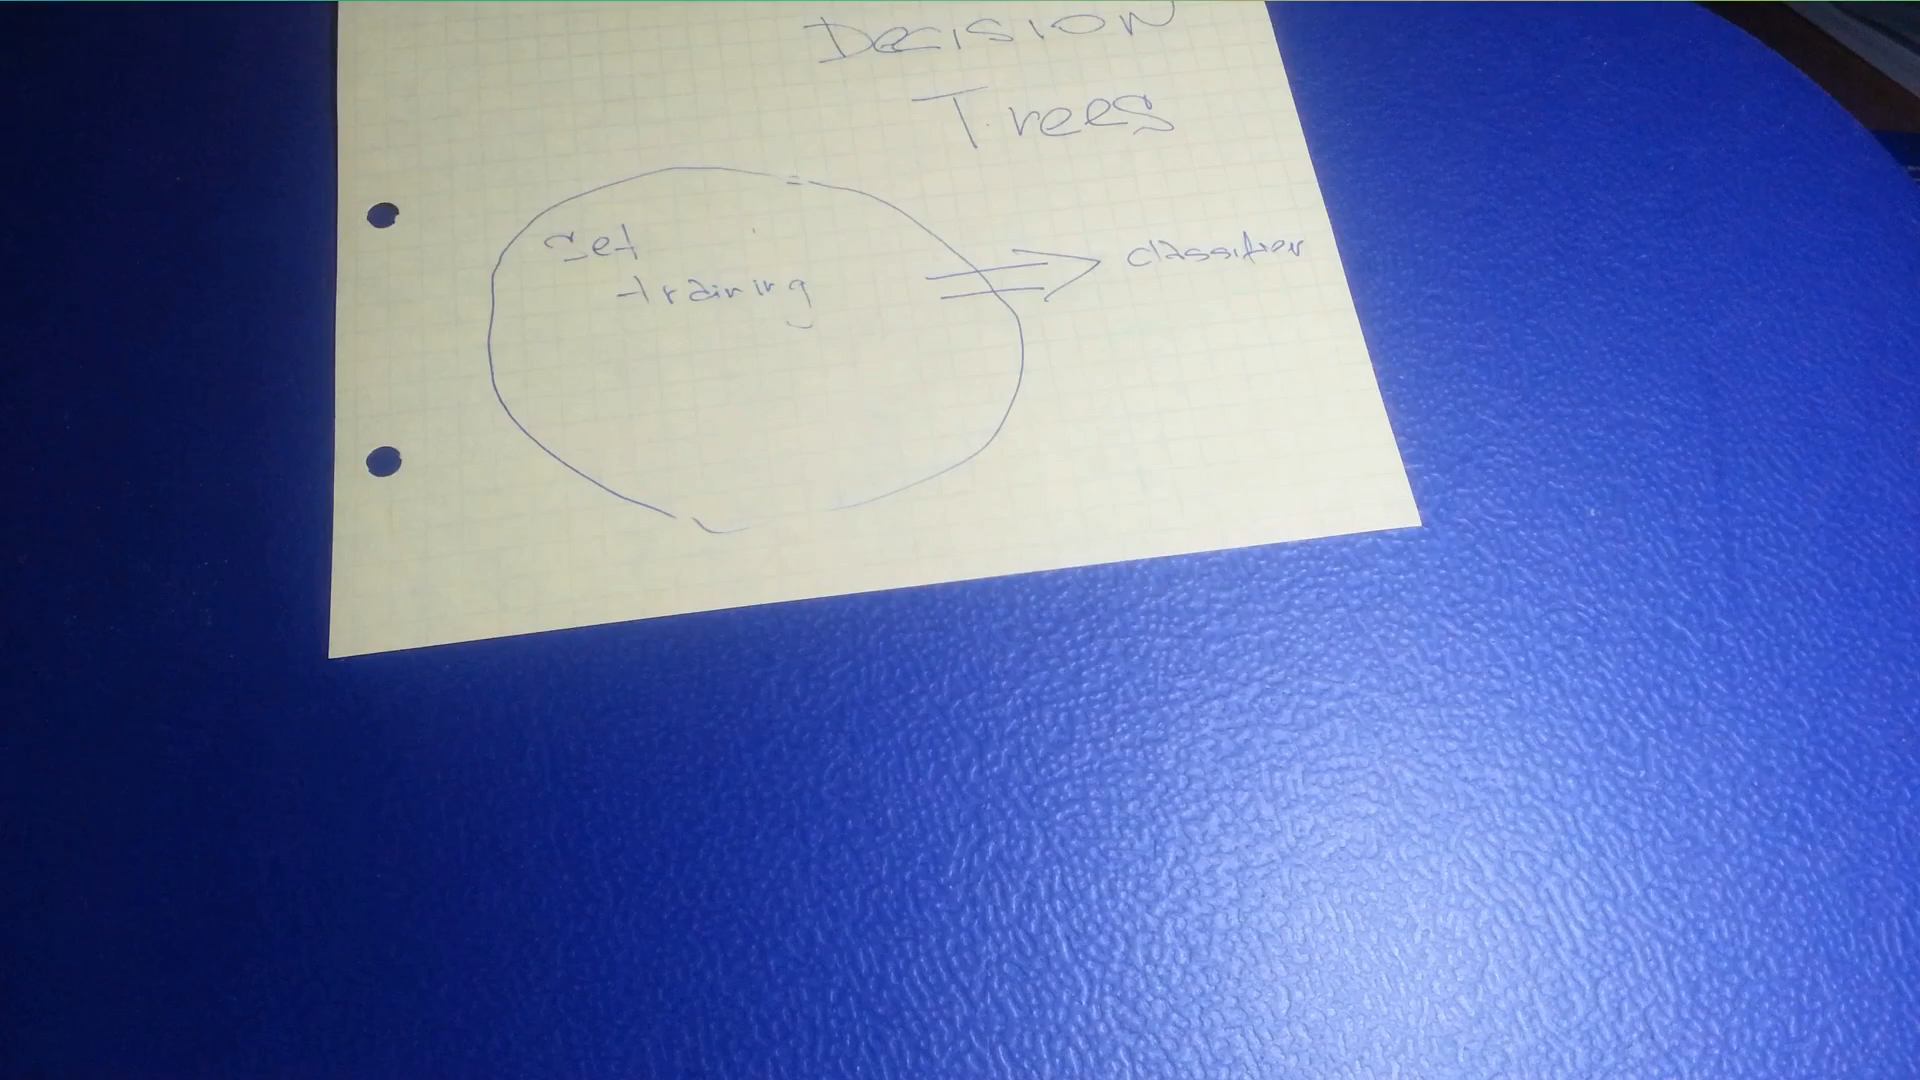 Decision
Trees
Set
training
classifier